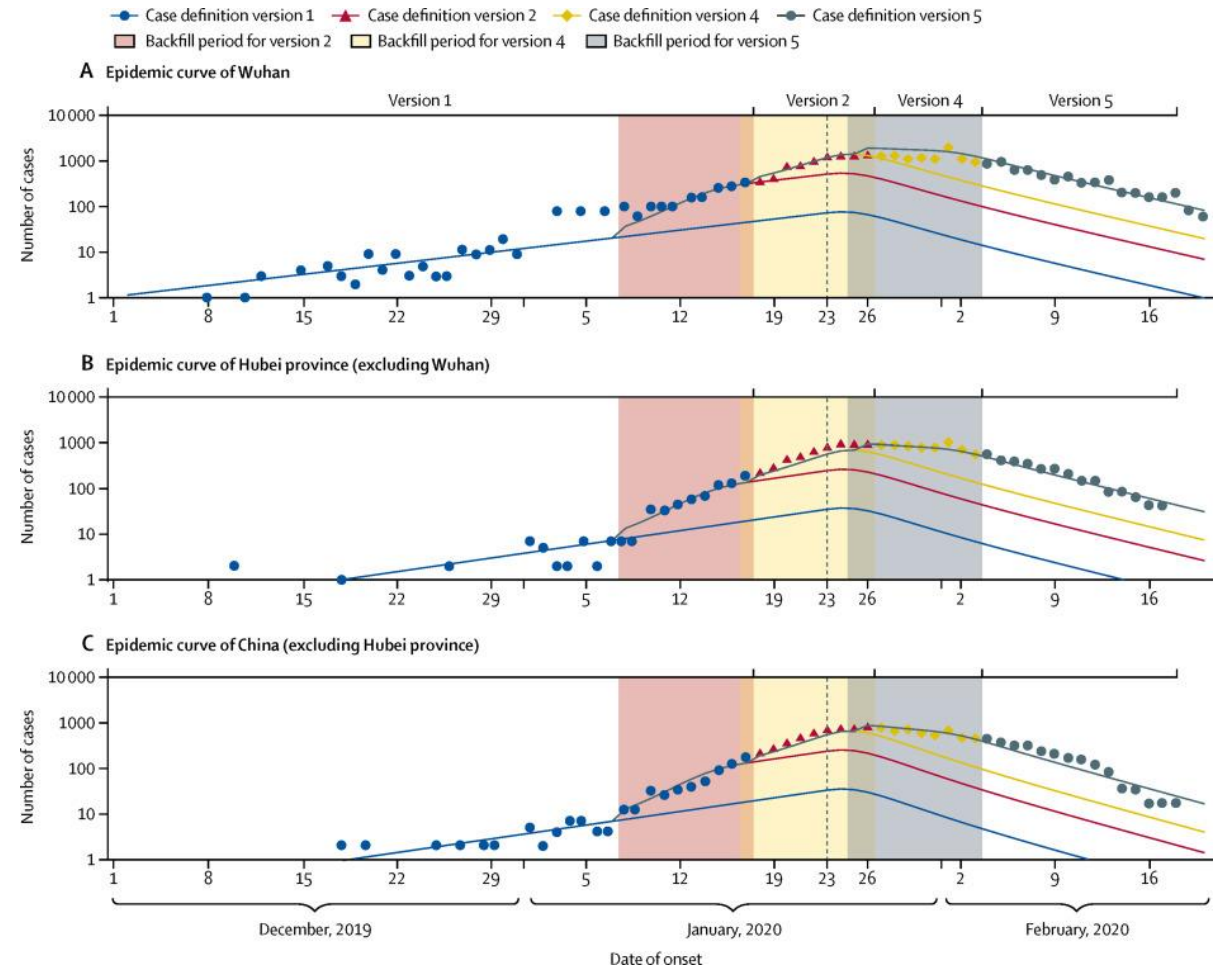 Case definition version 1 Case definition version 2 Case definition version 4 Case definition version 5
Backfill period for version 2 Backfill period for version 4 Backfill period for version 5
A Epidemic curve of Wuhan
Version 1 Version 2 Version 4 Version 5
10 000
1000
100
10
1
Number of cases
1 8 15 22 29 5 12 19 23 26 2 9 16
B Epidemic curve of Hubei province (excluding Wuhan)
10 000
1000
100
10
1
Number of cases
1 8 15 22 29 5 12 19 23 26 2 9 16
C Epidemic curve of China (excluding Hubei province)
10 000
1000
100
10
1
Number of cases
1 8 15 22 29 5 12 19 23 26 2 9 16
December, 2019 January, 2020 February, 2020
Date of onset